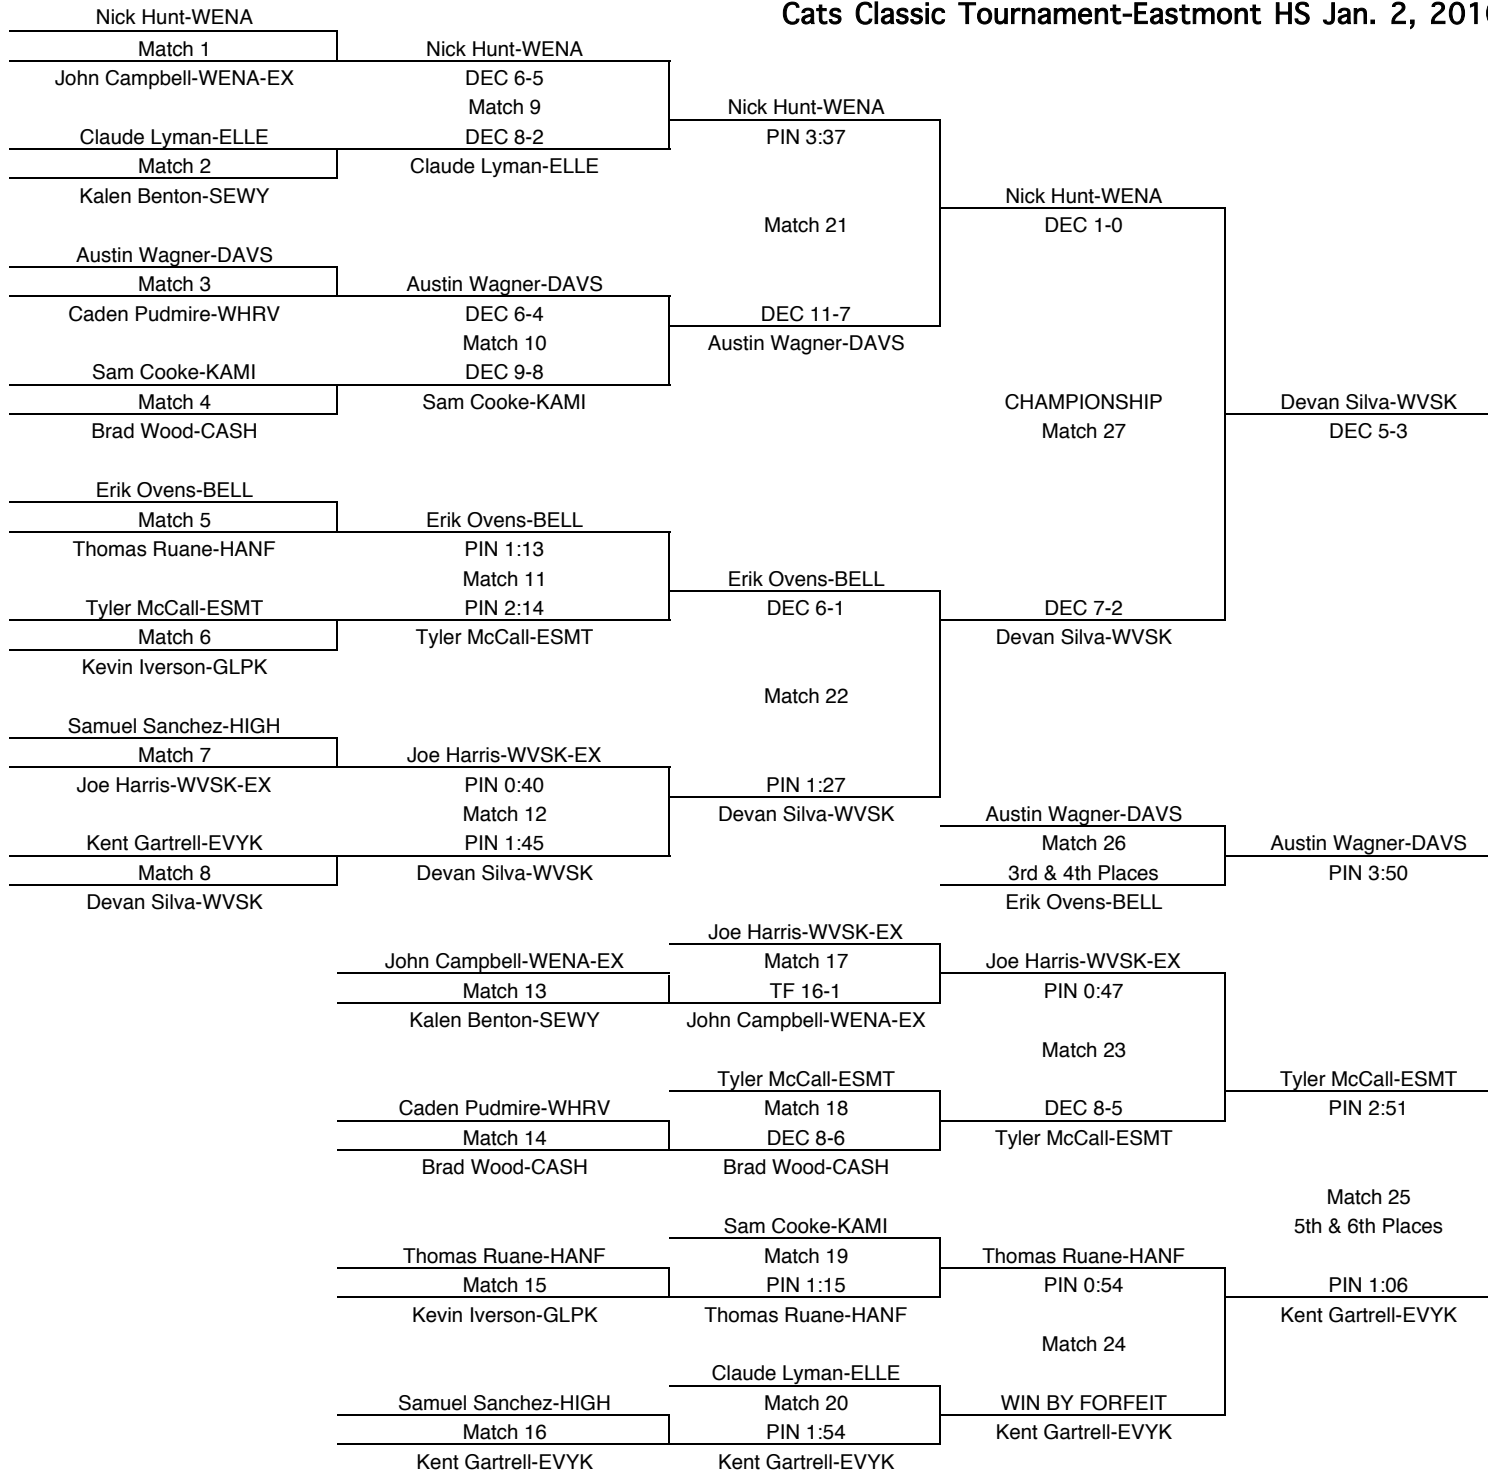 Cats Classic Tournament-Eastmont HS Jan. 2, 2010
Nick Hunt-WENA
Match 1
John Campbell-WENA-EX
Claude Lyman-ELLE
Match 2
Kalen Benton-SEWY
Austin Wagner-DAVS
Match 3
Caden Pudmire-WHRV
Sam Cooke-KAMI
Match 4
Brad Wood-CASH
Erik Ovens-BELL
Match 5
Thomas Ruane-HANF
Tyler McCall-ESMT
Match 6
Kevin Iverson-GLPK
Samuel Sanchez-HIGH
Match 7
Joe Harris-WVSK-EX
Kent Gartrell-EVYK
Match 8
Devan Silva-WVSK
Nick Hunt-WENA
DEC 6-5
Match 9
DEC 8-2
Claude Lyman-ELLE
Austin Wagner-DAVS
DEC 6-4
Match 10
DEC 9-8
Sam Cooke-KAMI
Erik Ovens-BELL
PIN 1:13
Match 11
PIN 2:14
Tyler McCall-ESMT
Joe Harris-WVSK-EX
PIN 0:40
Match 12
PIN 1:45
Devan Silva-WVSK
Nick Hunt-WENA
PIN 3:37
Match 21
DEC 11-7
Austin Wagner-DAVS
Erik Ovens-BELL
DEC 6-1
Match 22
PIN 1:27
Devan Silva-WVSK
Nick Hunt-WENA
DEC 1-0
CHAMPIONSHIP
Match 27
DEC 7-2
Devan Silva-WVSK
Devan Silva-WVSK
DEC 5-3
Austin Wagner-DAVS
Match 26
3rd & 4th Places
Erik Ovens-BELL
Austin Wagner-DAVS
PIN 3:50
John Campbell-WENA-EX
Match 13
Kalen Benton-SEWY
Caden Pudmire-WHRV
Match 14
Brad Wood-CASH
Thomas Ruane-HANF
Match 15
Kevin Iverson-GLPK
Samuel Sanchez-HIGH
Match 16
Kent Gartrell-EVYK
Joe Harris-WVSK-EX
Match 17
TF 16-1
John Campbell-WENA-EX
Tyler McCall-ESMT
Match 18
DEC 8-6
Brad Wood-CASH
Sam Cooke-KAMI
Match 19
PIN 1:15
Thomas Ruane-HANF
Claude Lyman-ELLE
Match 20
PIN 1:54
Kent Gartrell-EVYK
Joe Harris-WVSK-EX
PIN 0:47
Match 23
DEC 8-5
Tyler McCall-ESMT
Thomas Ruane-HANF
PIN 0:54
Match 24
WIN BY FORFEIT
Kent Gartrell-EVYK
Tyler McCall-ESMT
PIN 2:51
Match 25
5th & 6th Places
PIN 1:06
Kent Gartrell-EVYK